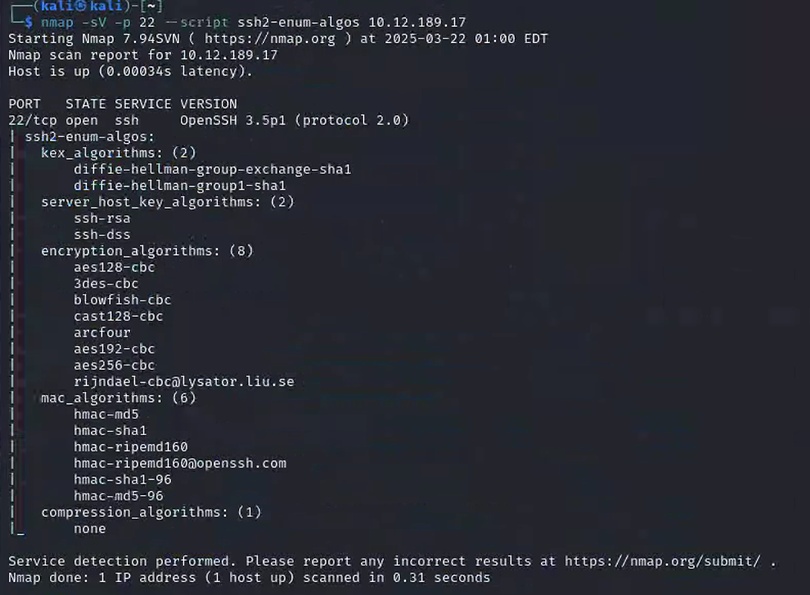 ┌──(kali㉿kali)-[~]
└─$ nmap -sV -p 22 --script ssh2-enum-algos 10.12.189.17
Starting Nmap 7.94SVN ( https://nmap.org ) at 2025-03-22 01:00 EDT
Nmap scan report for 10.12.189.17
Host is up (0.00034s latency).

PORT   STATE SERVICE VERSION
22/tcp open  ssh     OpenSSH 3.5p1 (protocol 2.0)
| ssh2-enum-algos:
|   kex_algorithms: (2)
|       diffie-hellman-group-exchange-sha1
|       diffie-hellman-group1-sha1
|   server_host_key_algorithms: (2)
|       ssh-rsa
|       ssh-dss
|   encryption_algorithms: (8)
|       aes128-cbc
|       3des-cbc
|       blowfish-cbc
|       cast128-cbc
|       arcfour
|       aes192-cbc
|       aes256-cbc
|       rijndael-cbc@lysator.liu.se
|   mac_algorithms: (6)
|       hmac-md5
|       hmac-sha1
|       hmac-ripemd160
|       hmac-ripemd160@openssh.com
|       hmac-sha1-96
|       hmac-md5-96
|   compression_algorithms: (1)
|_      none

Service detection performed. Please report any incorrect results at https://nmap.org/submit/ .
Nmap done: 1 IP address (1 host up) scanned in 0.31 seconds